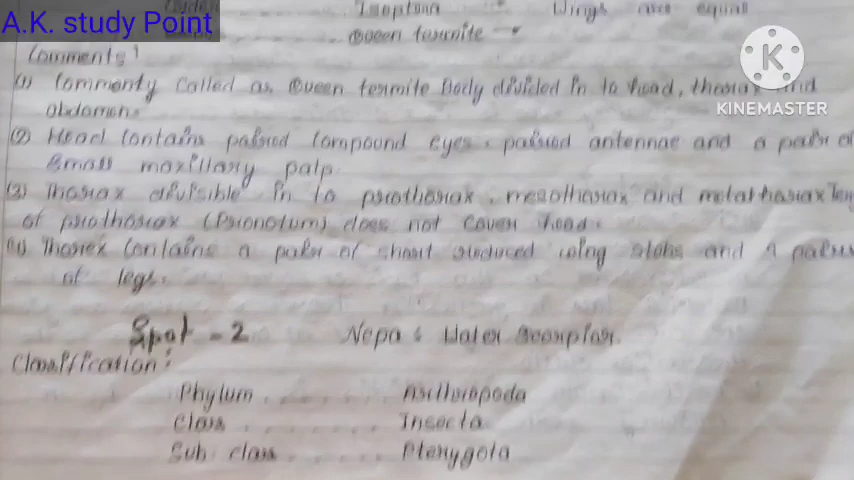 A.K. study Point
Order Isoptera Wings are equal
Queen termite
KINEMASTER
Comments:
(1) Commonly called as Queen termite Body divided in to head, thorax and
abdomen.
(2) Head Contains paired Compound eyes, paired antennae and a pair of
small maxillary palp.
(3) Thorax divisible in to prothorax, mesothorax and metathorax
of prothorax (Pronotum) does not cover head.
(4) Thorax Contains a pair of short reduced wing stabs and 3 pairs
of legs.
Spot - 2 Nepa : Water Scorpion.
Classification:
Phylum . . . . . Arthropoda
Class . . . . . . Insecta
Sub. class . . . . . Pterygota